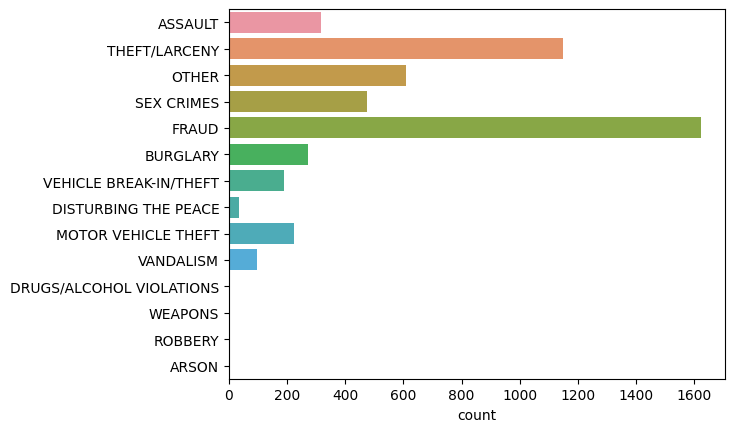 ASSAULT
THEFT/LARCENY
OTHER
SEX CRIMES
FRAUD
BURGLARY
VEHICLE BREAK-IN/THEFT
DISTURBING THE PEACE
MOTOR VEHICLE THEFT
VANDALISM
DRUGS/ALCOHOL VIOLATIONS
WEAPONS
ROBBERY
ARSON
0 200 400 600 800 1000 1200 1400 1600
count